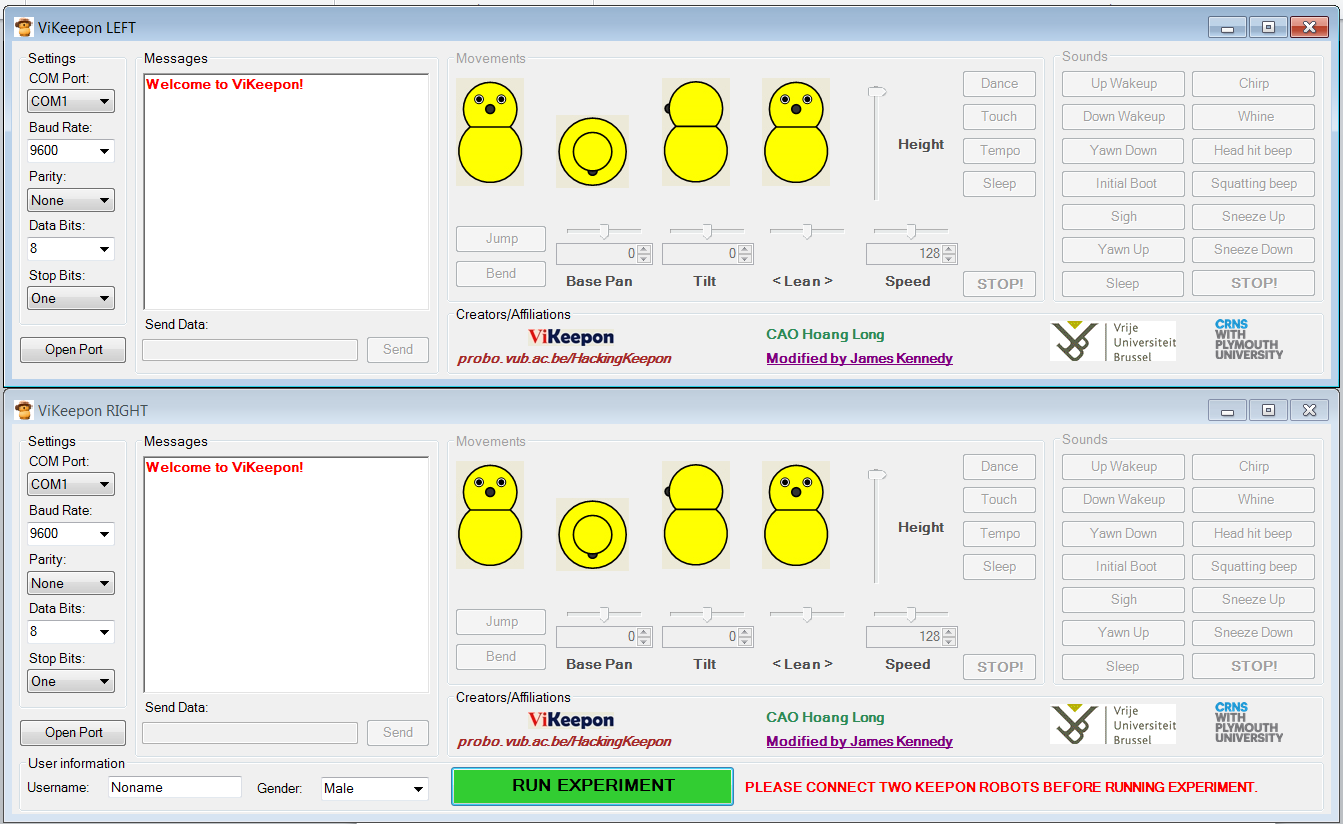 ViKeepon LEFT
Settings
COM Port:
COM1
Baud Rate:
9600
Parity:
None
Data Bits:
8
Stop Bits:
One
Open Port
Messages
Welcome to ViKeepon!
Send Data:
Send
Movements
Height
Dance
Touch
Tempo
Sleep
Jump
Bend
0
0
128
Base Pan
Tilt
< Lean >
Speed
STOP!
Sounds
Up Wakeup
Chirp
Down Wakeup
Whine
Yawn Down
Head hit beep
Initial Boot
Squatting beep
Sigh
Sneeze Up
Yawn Up
Sneeze Down
Sleep
STOP!
Creators/Affiliations
ViKeepon
probo.vub.ac.be/HackingKeepon
CAO Hoang Long
Modified by James Kennedy
Vrije
Universiteit
Brussel
CRNS
WITH
PLYMOUTH
UNIVERSITY
ViKeepon RIGHT
Settings
COM Port:
COM1
Baud Rate:
9600
Parity:
None
Data Bits:
8
Stop Bits:
One
Open Port
Messages
Welcome to ViKeepon!
Send Data:
Send
Movements
Height
Dance
Touch
Tempo
Sleep
Jump
Bend
0
0
128
Base Pan
Tilt
< Lean >
Speed
STOP!
Sounds
Up Wakeup
Chirp
Down Wakeup
Whine
Yawn Down
Head hit beep
Initial Boot
Squatting beep
Sigh
Sneeze Up
Yawn Up
Sneeze Down
Sleep
STOP!
Creators/Affiliations
ViKeepon
probo.vub.ac.be/HackingKeepon
CAO Hoang Long
Modified by James Kennedy
Vrije
Universiteit
Brussel
CRNS
WITH
PLYMOUTH
UNIVERSITY
User information
Username:
Noname
Gender:
Male
RUN EXPERIMENT
PLEASE CONNECT TWO KEEPON ROBOTS BEFORE RUNNING EXPERIMENT.